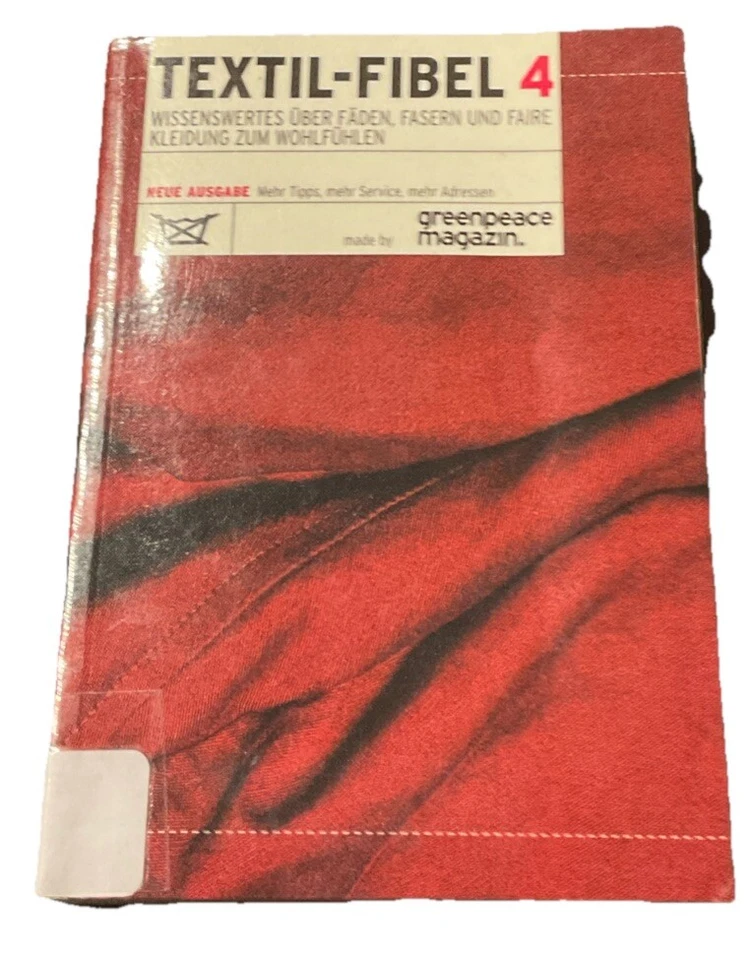 TEXTIL-FIBEL 4
WISSENSWERTES ÜBER FÄDEN, FASERN UND FAIRE
KLEIDUNG ZUM WOHLFÜHLEN
NEUE AUSGABE Mehr Tipps, mehr Service, mehr Adressen
made by greenpeace
magazin.